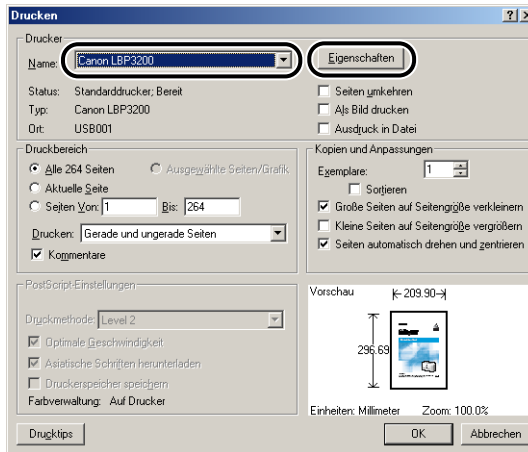 Drucken
Drucker
Name: Canon LBP3200 Eigenschaften
Status: Standarddrucker; Bereit Seiten umkehren
Typ: Canon LBP3200 Als Bild drucken
Ort: USB001 Ausdruck in Datei
Druckbereich Kopien und Anpassungen
Alle 264 Seiten Ausgewählte Seiten/Grafik Exemplare: 1
Aktuelle Seite Sortieren
Seiten Von: 1 Bis: 264 Große Seiten auf Seitengröße verkleinern
Kleine Seiten auf Seitengröße vergrößern
Drucken: Gerade und ungerade Seiten Seiten automatisch drehen und zentrieren
Kommentare
PostScript-Einstellungen Vorschau 209.90
Druckmethode: Level 2
Optimale Geschwindigkeit 296.69
Asiatische Schriften herunterladen
Druckerspeicher speichern
Farbverwaltung: Auf Drucker
Einheiten: Millimeter Zoom: 100.0%
Drucktips OK Abbrechen